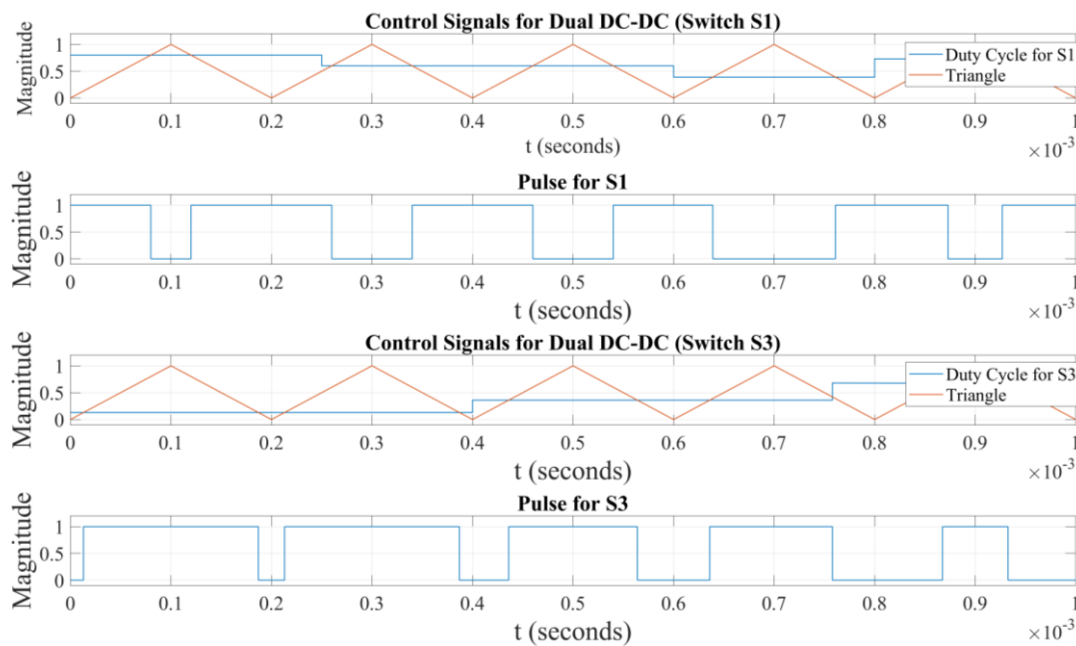 Control Signals for Dual DC-DC (Switch S1)
Magnitude
1
0.5
0
Duty Cycle for S1
Triangle
0 0.1 0.2 0.3 0.4 0.5 0.6 0.7 0.8 0.9 1
t (seconds)
×10-3
Pulse for S1
Magnitude
1
0.5
0
0 0.1 0.2 0.3 0.4 0.5 0.6 0.7 0.8 0.9 1
t (seconds)
×10-3
Control Signals for Dual DC-DC (Switch S3)
Magnitude
1
0.5
0
Duty Cycle for S3
Triangle
0 0.1 0.2 0.3 0.4 0.5 0.6 0.7 0.8 0.9 1
t (seconds)
×10-3
Pulse for S3
Magnitude
1
0.5
0
0 0.1 0.2 0.3 0.4 0.5 0.6 0.7 0.8 0.9 1
t (seconds)
×10-3